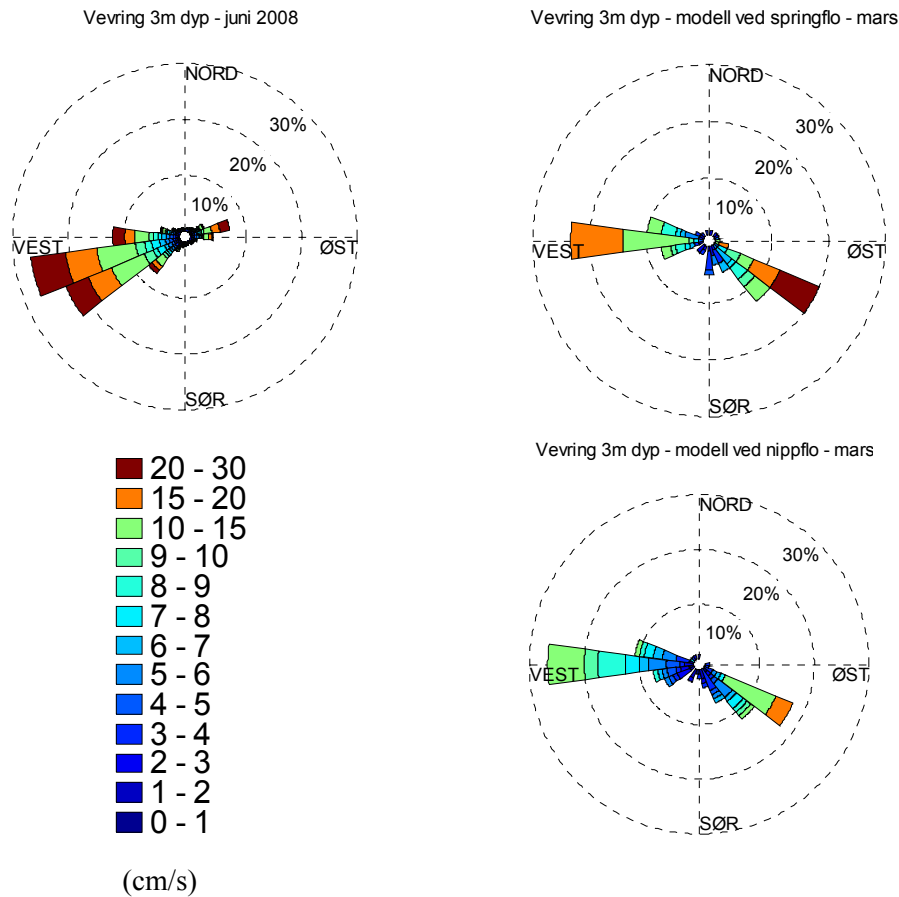 Vevring 3m dyp - juni 2008
NORD
30%
20%
10%
VEST
ØST
SØR
Vevring 3m dyp - modell ved springflo - mars
NORD
30%
20%
10%
VEST
ØST
SØR
20 - 30
15 - 20
10 - 15
9 - 10
8 - 9
7 - 8
6 - 7
5 - 6
4 - 5
3 - 4
2 - 3
1 - 2
0 - 1
(cm/s)
Vevring 3m dyp - modell ved nippflo - mars
NORD
30%
20%
10%
VEST
ØST
SØR